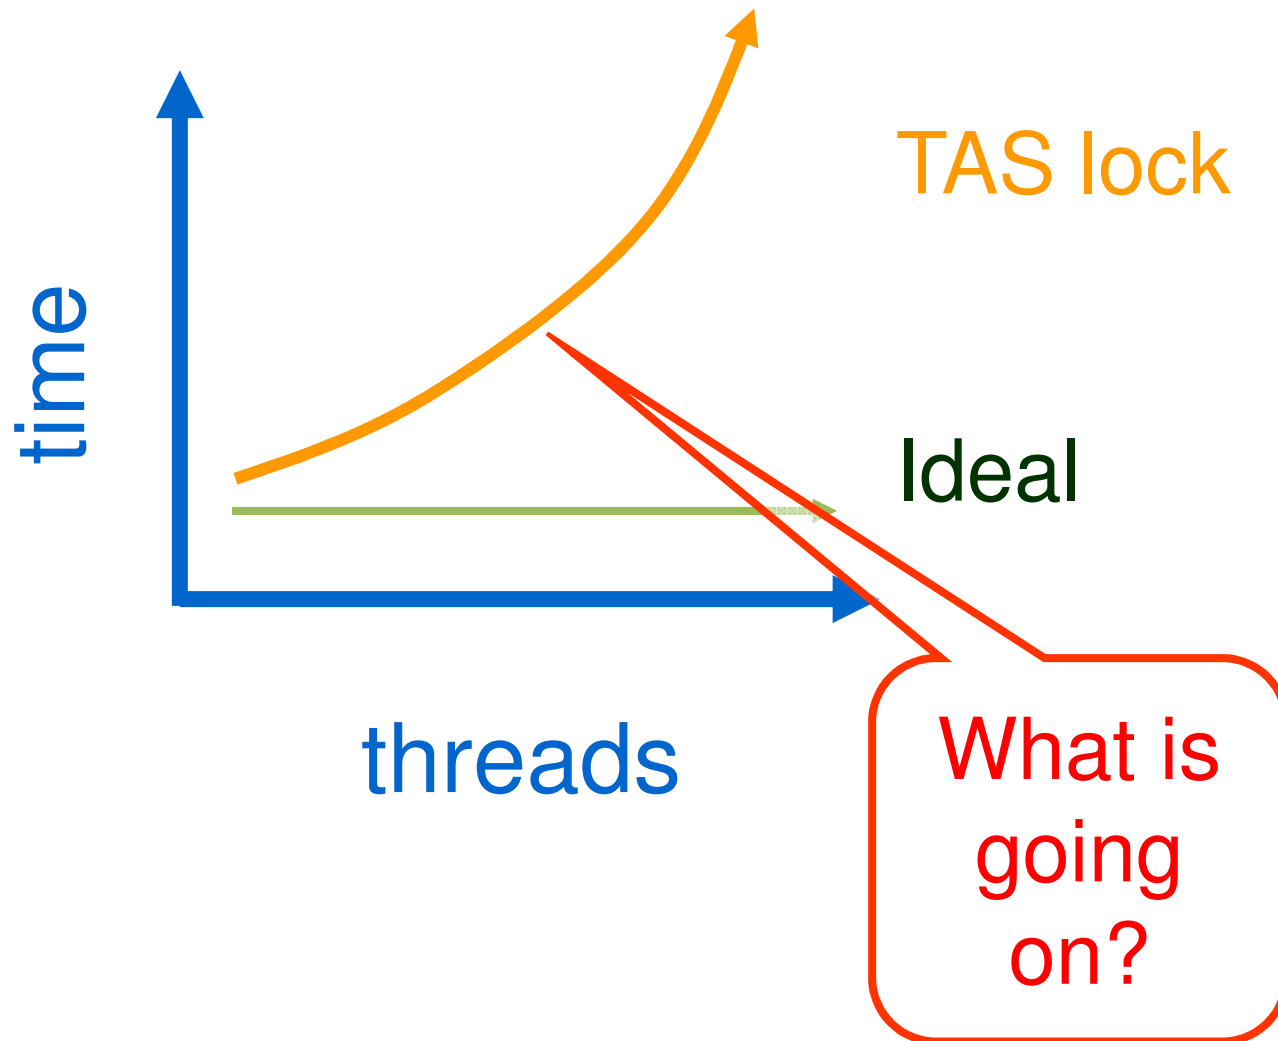 TAS lock
time
Ideal
threads
What is
going
on?